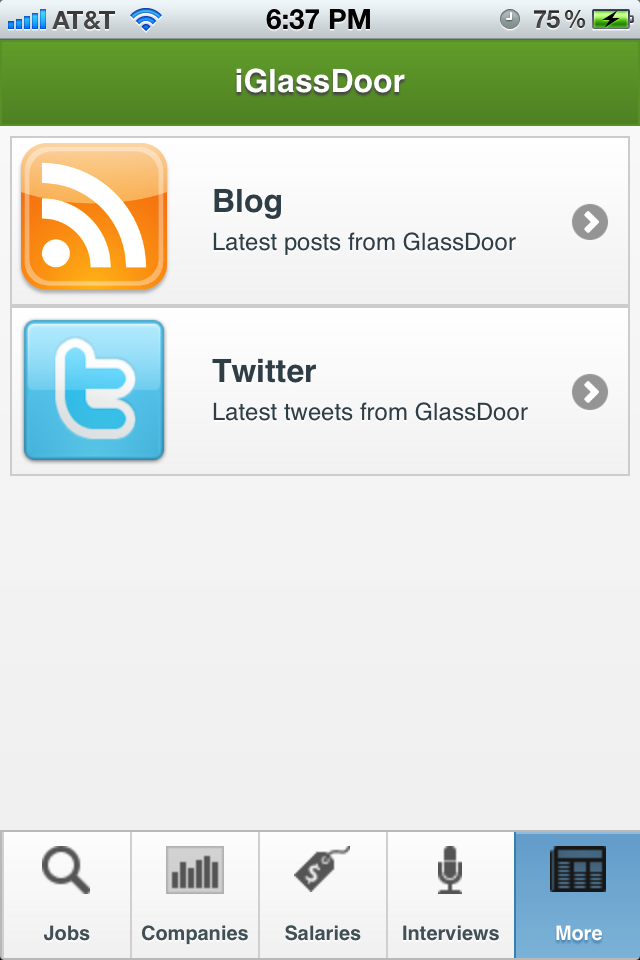 AT&T 6:37 PM 75%
iGlassDoor
Blog
Latest posts from GlassDoor
Twitter
Latest tweets from GlassDoor
Jobs Companies Salaries Interviews More